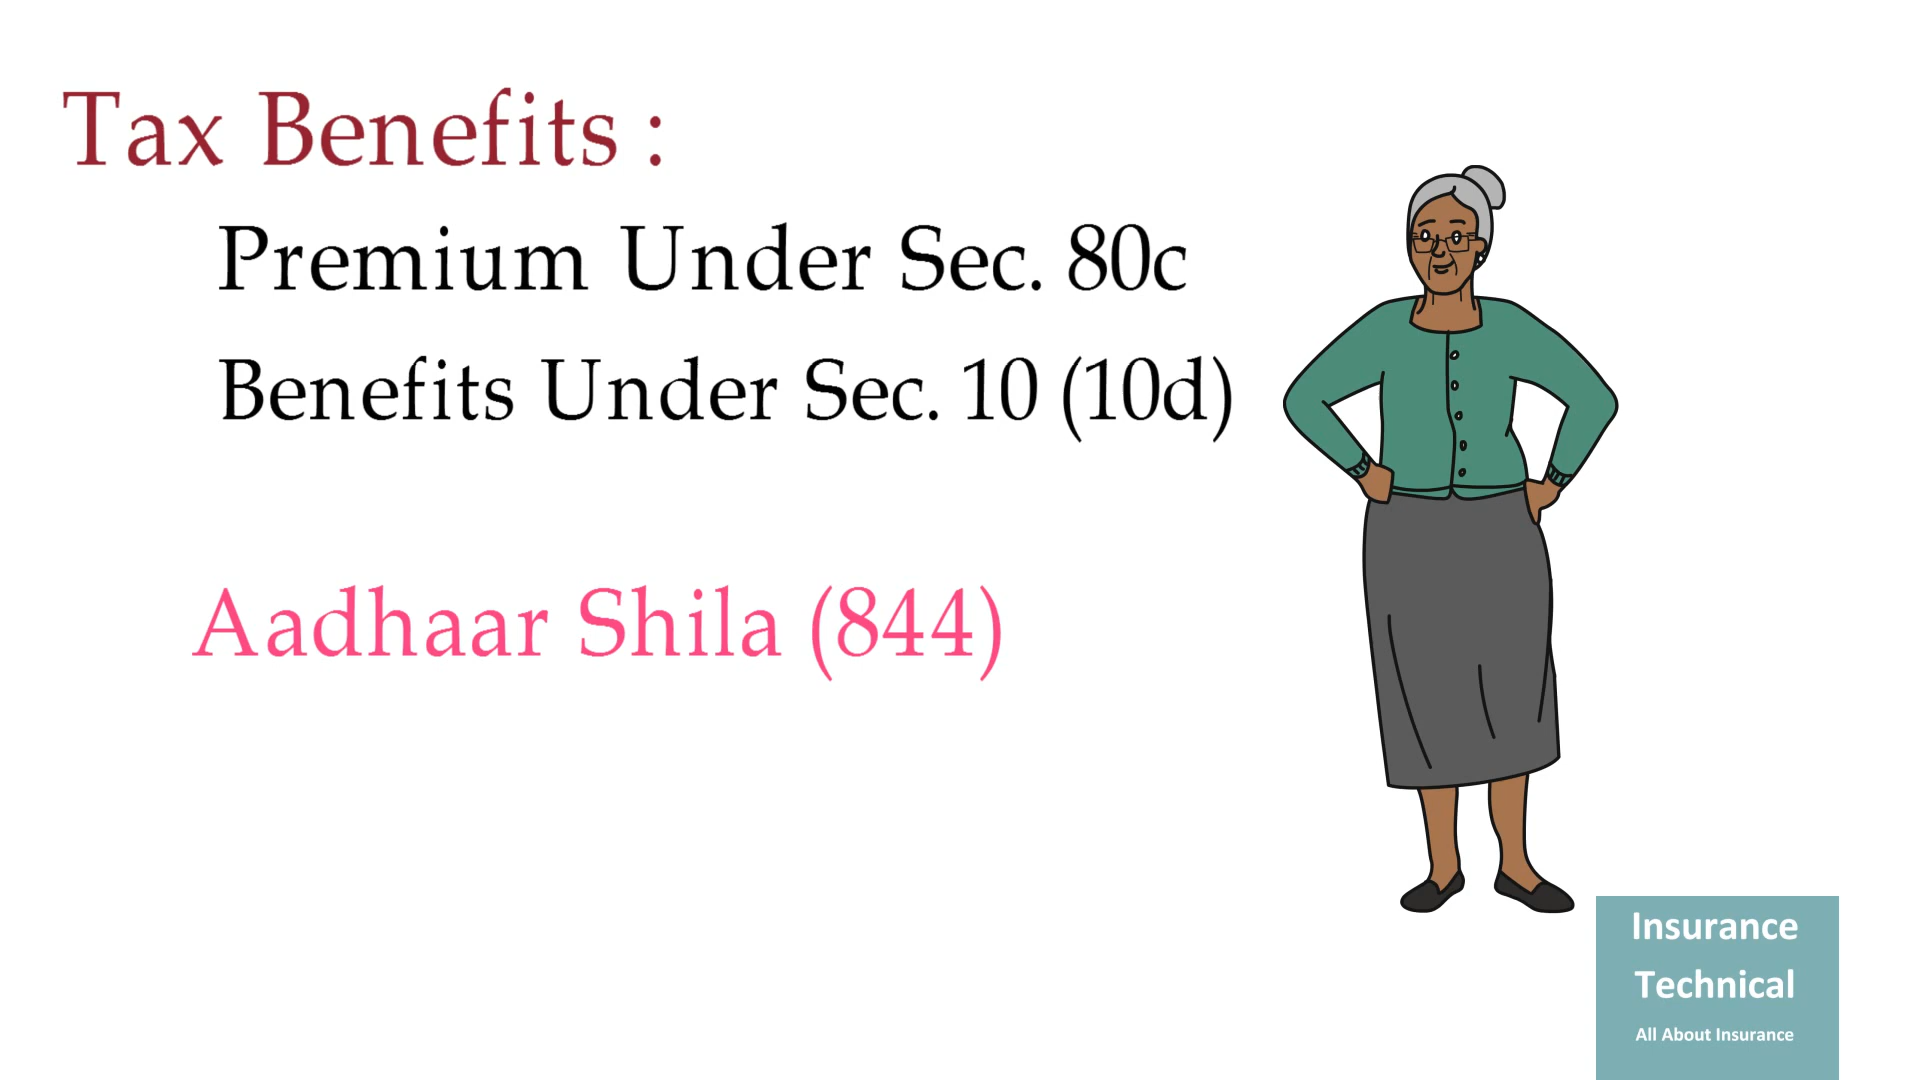 Tax Benefits :
Premium Under Sec. 80c
Benefits Under Sec. 10 (10d)
Aadhaar Shila (844)
Insurance
Technical
All About Insurance